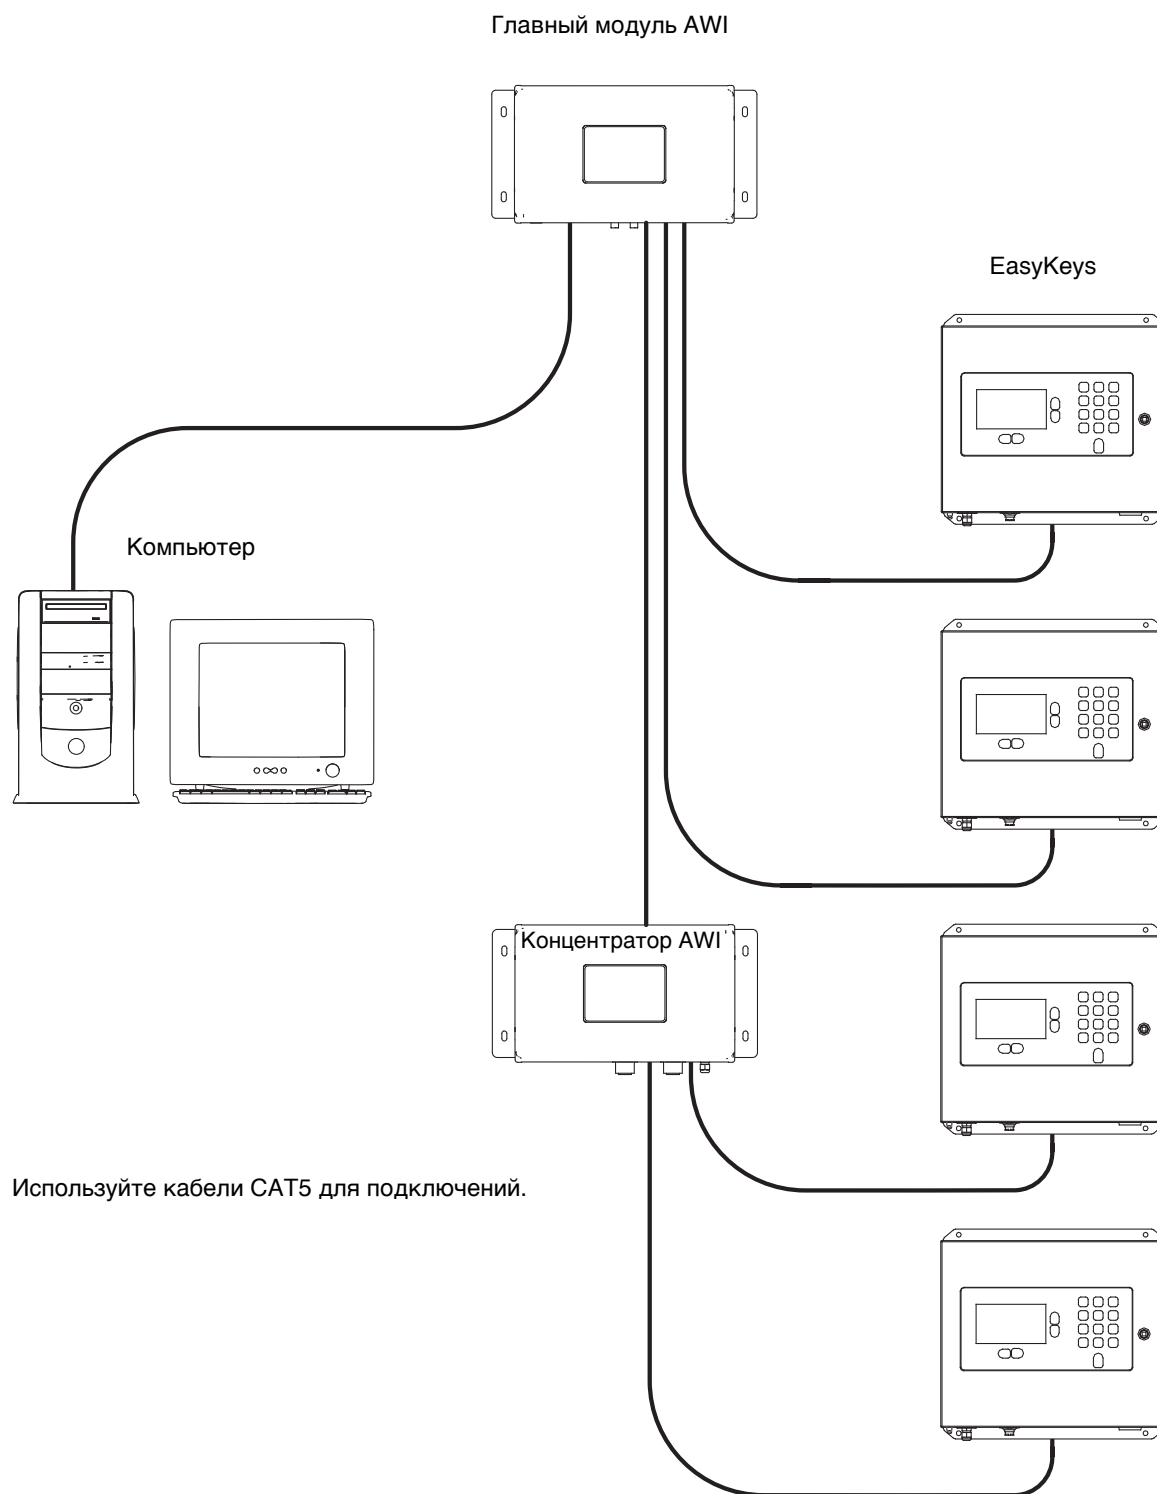 Главный модуль AWI
EasyKeys
Компьютер
Концентратор AWI
Используйте кабели CAT5 для подключений.